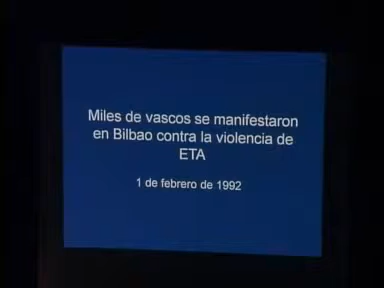 Miles de vascos se manifestaron
en Bilbao contra la violencia de
ETA
1 de febrero de 1992